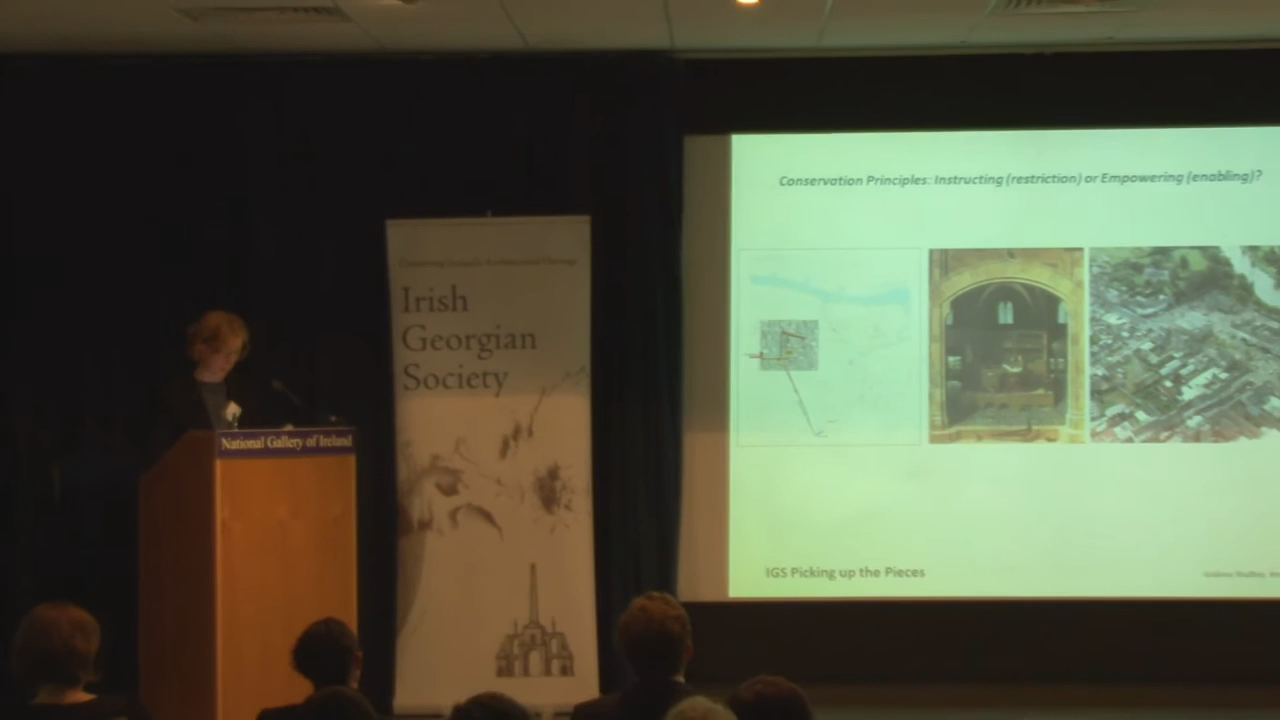 Conservation Principles: Instructing (restriction) or Empowering (enabling)?
Irish
Georgian
Society
National Gallery of Ireland
IGS Picking up the Pieces